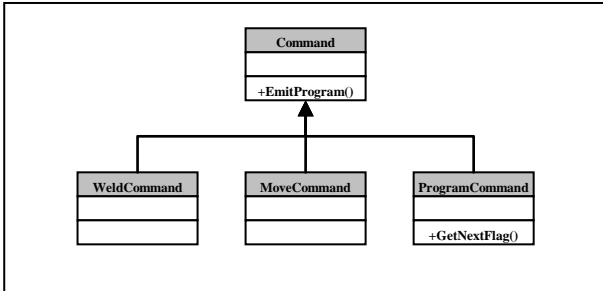 Command
+EmitProgram()
WeldCommand
MoveCommand
ProgramCommand
+GetNextFlag()